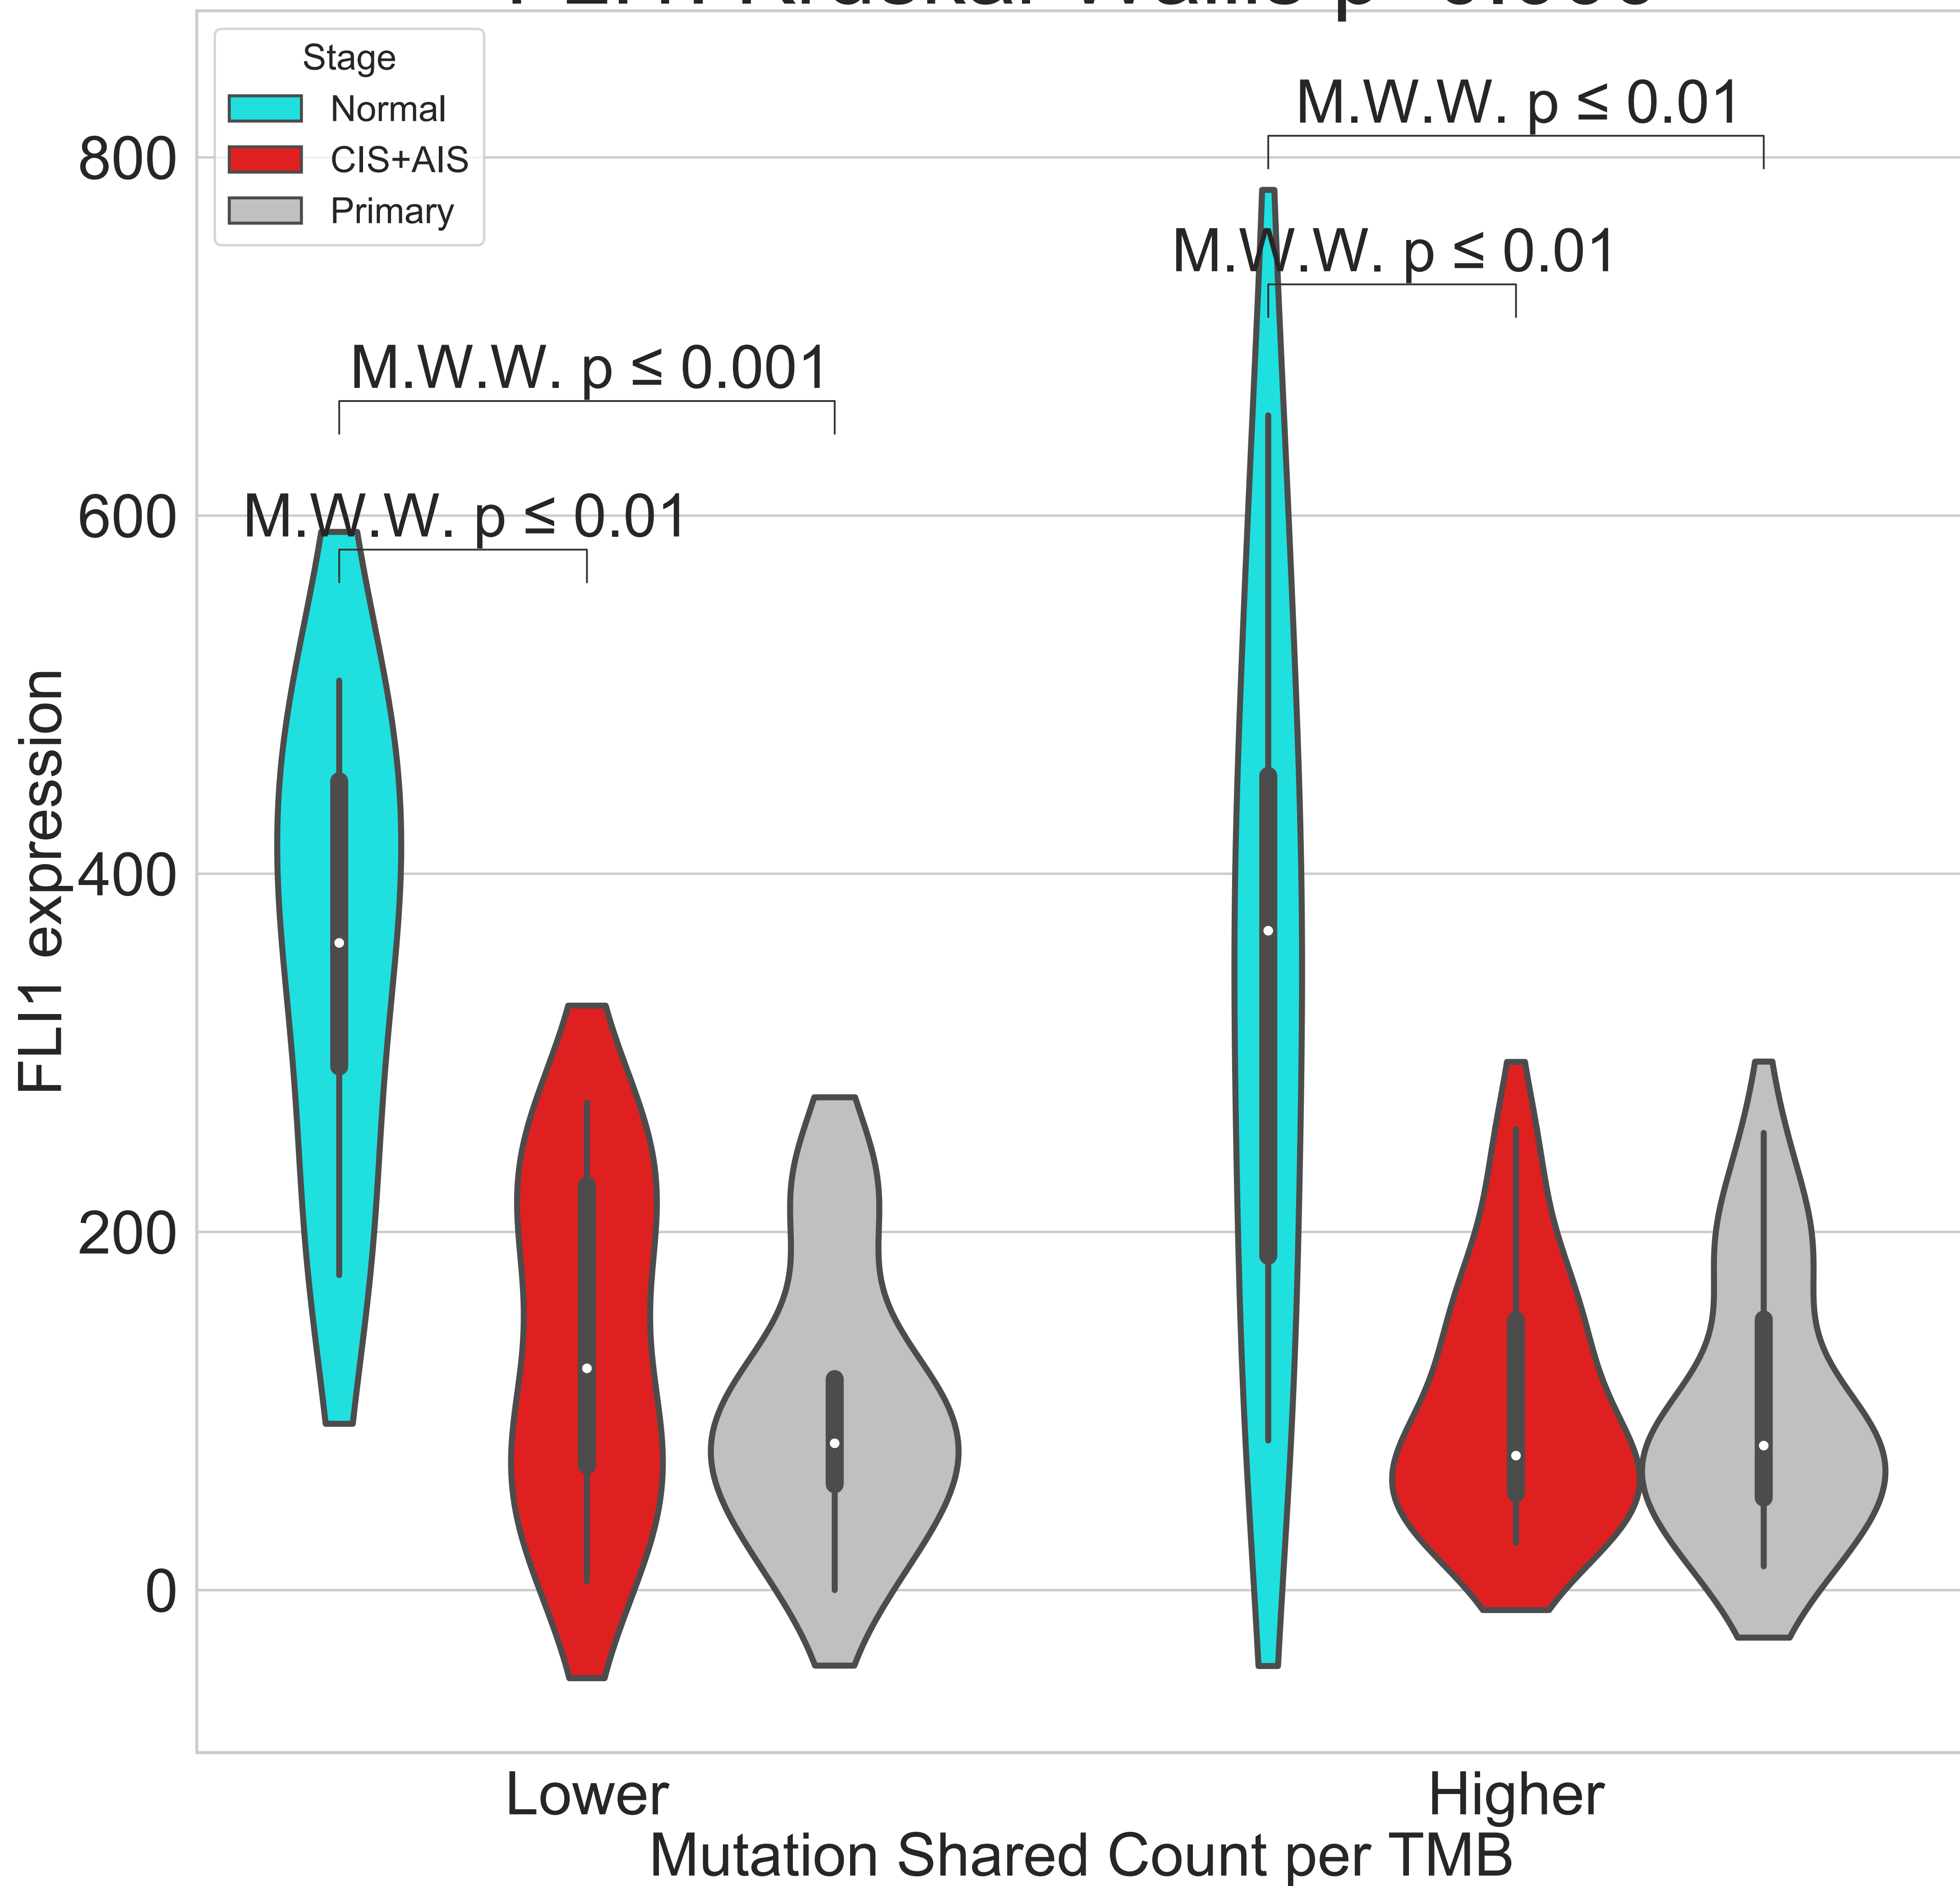 Stage
Normal
CIS+AIS
Primary
M.W.W. p ≤ 0.01
M.W.W. p ≤ 0.01
M.W.W. p ≤ 0.001
M.W.W. p ≤ 0.01
800
600
400
200
0
FLI1 expression
Lower
Higher
Mutation Shared Count per TMB